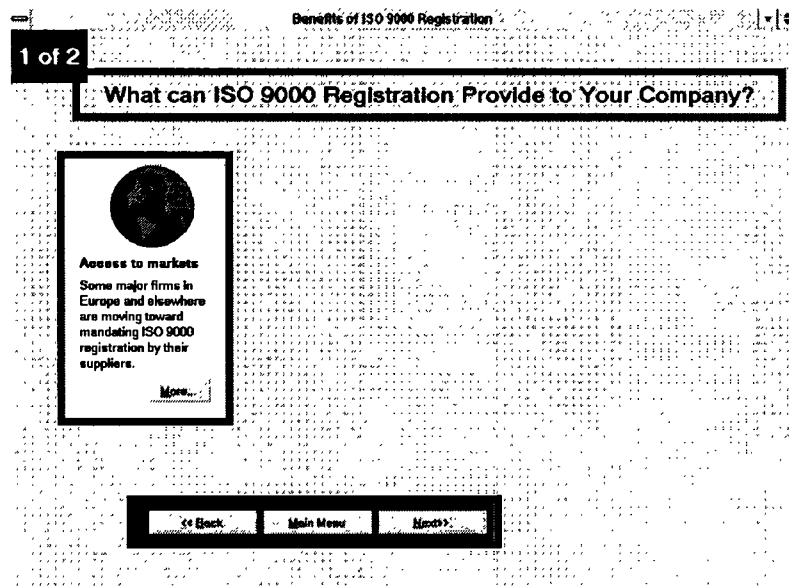 Benefits of ISO 9000 Registration
1 of 2
What can ISO 9000 Registration Provide to Your Company?
Access to markets
Some major firms in
Europe and elsewhere
are moving toward
mandating ISO 9000
registration by their
suppliers.
More...
<< Back
Main Menu
Next>>